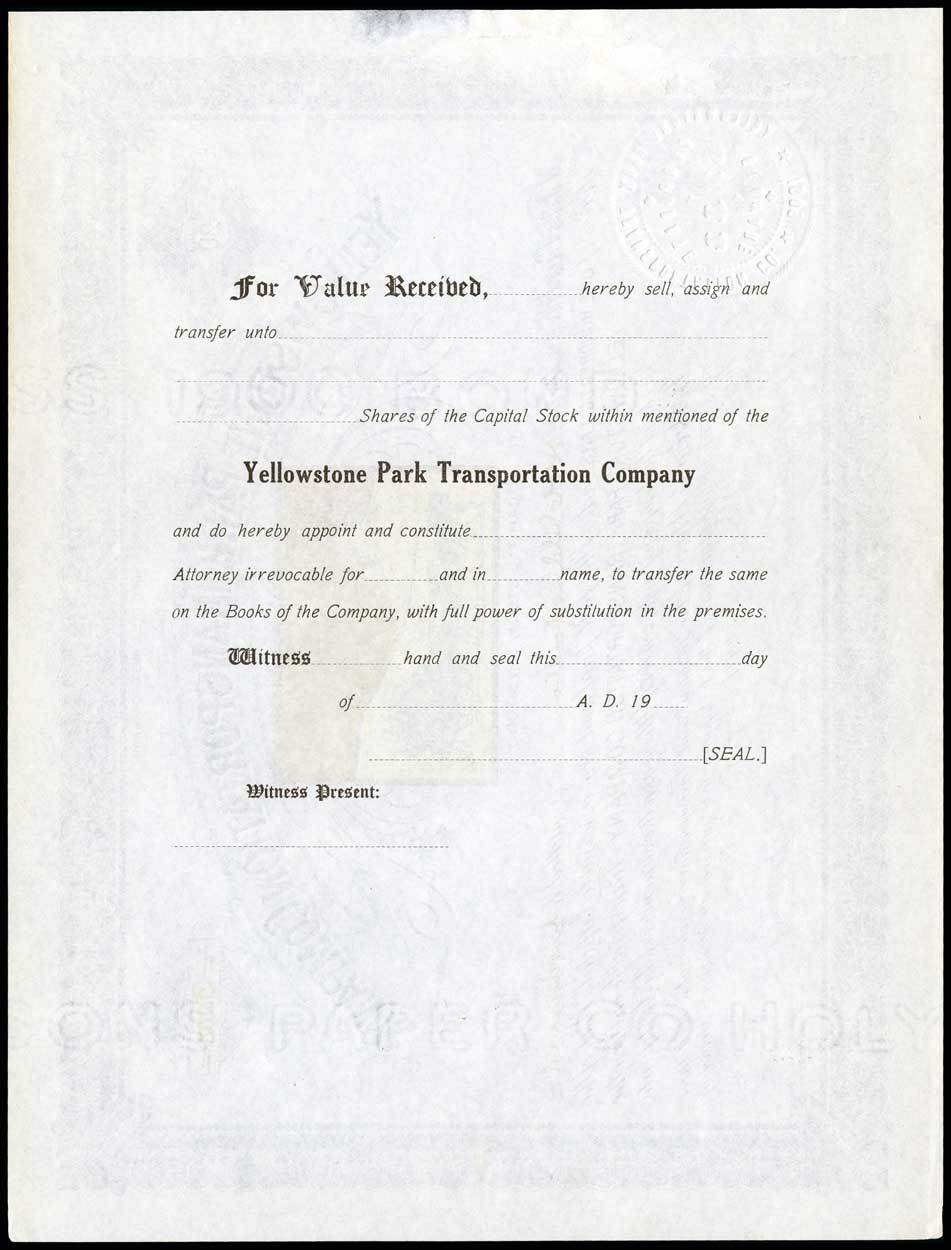 For Value Received, hereby sell, assign and
transfer unto
Shares of the Capital Stock within mentioned of the
Yellowstone Park Transportation Company
and do hereby appoint and constitute
Attorney irrevocable for and in name, to transfer the same
on the Books of the Company, with full power of substitution in the premises.
Witness hand and seal this day
of A. D. 19
[SEAL.]
Witness Present:
PAPER CO HOLY